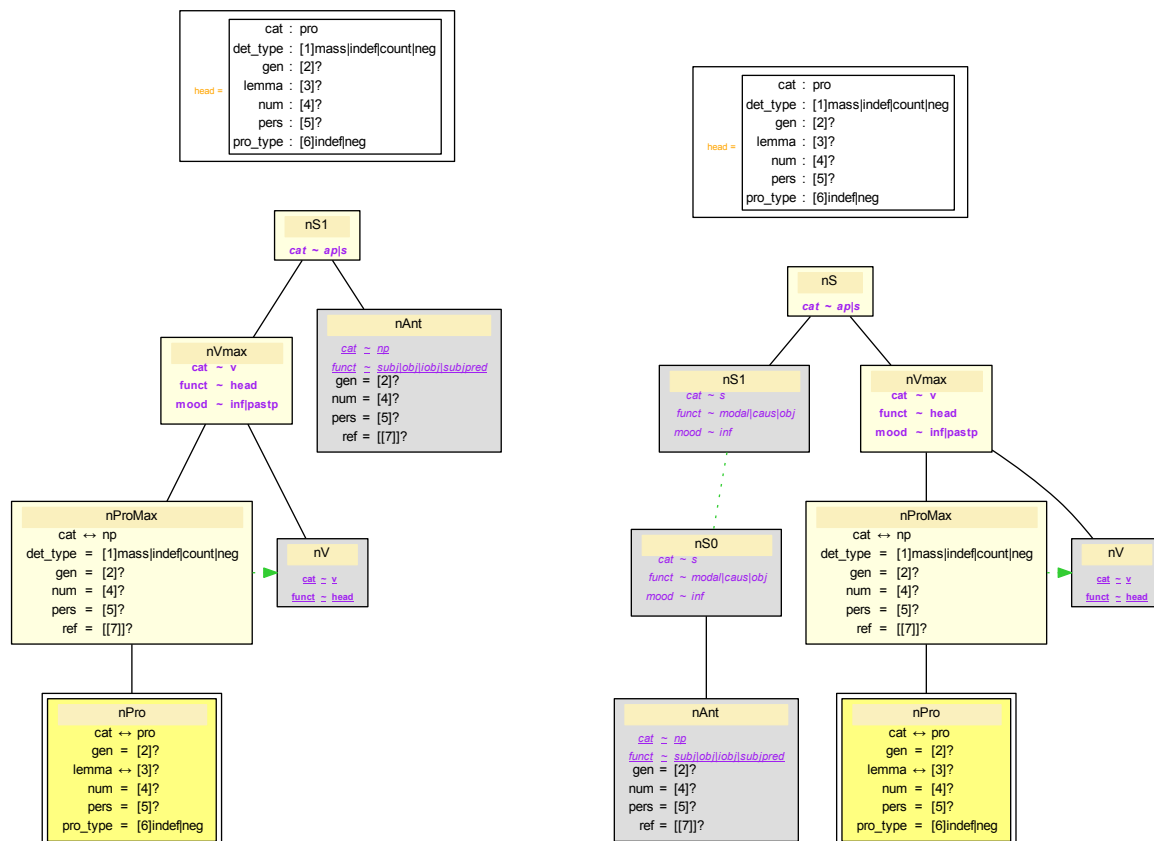 cat : pro
det_type : [1]mass|indef|count|neg
gen : [2]?
head =
lemma : [3]?
num : [4]?
pers : [5]?
pro_type : [6]indef|neg
nS1
cat ~ ap|s
nVmax
cat ~ v
funct ~ head
mood ~ inf|pastp
nAnt
cat ~ np
funct ~ subj|obj|iobj|subjpred
gen = [2]?
num = [4]?
pers = [5]?
ref = [[7]]?
nProMax
cat ↔ np
det_type = [1]mass|indef|count|neg
gen = [2]?
num = [4]?
pers = [5]?
ref = [[7]]?
nV
cat ~ v
funct ~ head
nPro
cat ↔ pro
gen = [2]?
lemma ↔ [3]?
num = [4]?
pers = [5]?
pro_type = [6]indef|neg
cat : pro
det_type : [1]mass|indef|count|neg
gen : [2]?
head =
lemma : [3]?
num : [4]?
pers : [5]?
pro_type : [6]indef|neg
nS
cat ~ ap|s
nS1
cat ~ s
funct ~ modal|caus|obj
mood ~ inf
nVmax
cat ~ v
funct ~ head
mood ~ inf|pastp
nS0
cat ~ s
funct ~ modal|caus|obj
mood ~ inf
nProMax
cat ↔ np
det_type = [1]mass|indef|count|neg
gen = [2]?
num = [4]?
pers = [5]?
ref = [[7]]?
nV
cat ~ v
funct ~ head
nAnt
cat ~ np
funct ~ subj|obj|iobj|subjpred
gen = [2]?
num = [4]?
pers = [5]?
ref = [[7]]?
nPro
cat ↔ pro
gen = [2]?
lemma ↔ [3]?
num = [4]?
pers = [5]?
pro_type = [6]indef|neg